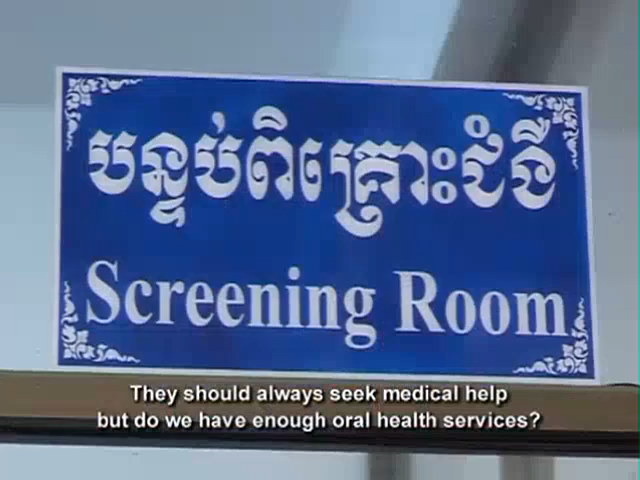 បន្ទប់ពិគ្រោះជំងឺ
Screening Room
They should always seek medical help
but do we have enough oral health services?